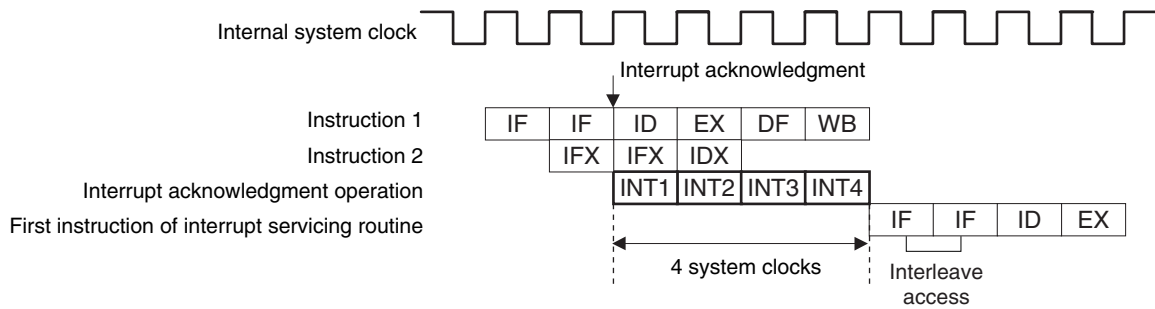 Internal system clock
Interrupt acknowledgment
Instruction 1 IF IF ID EX DF WB
Instruction 2 IFX IFX IDX
Interrupt acknowledgment operation INT1 INT2 INT3 INT4
First instruction of interrupt servicing routine IF IF ID EX
4 system clocks
Interleave
access